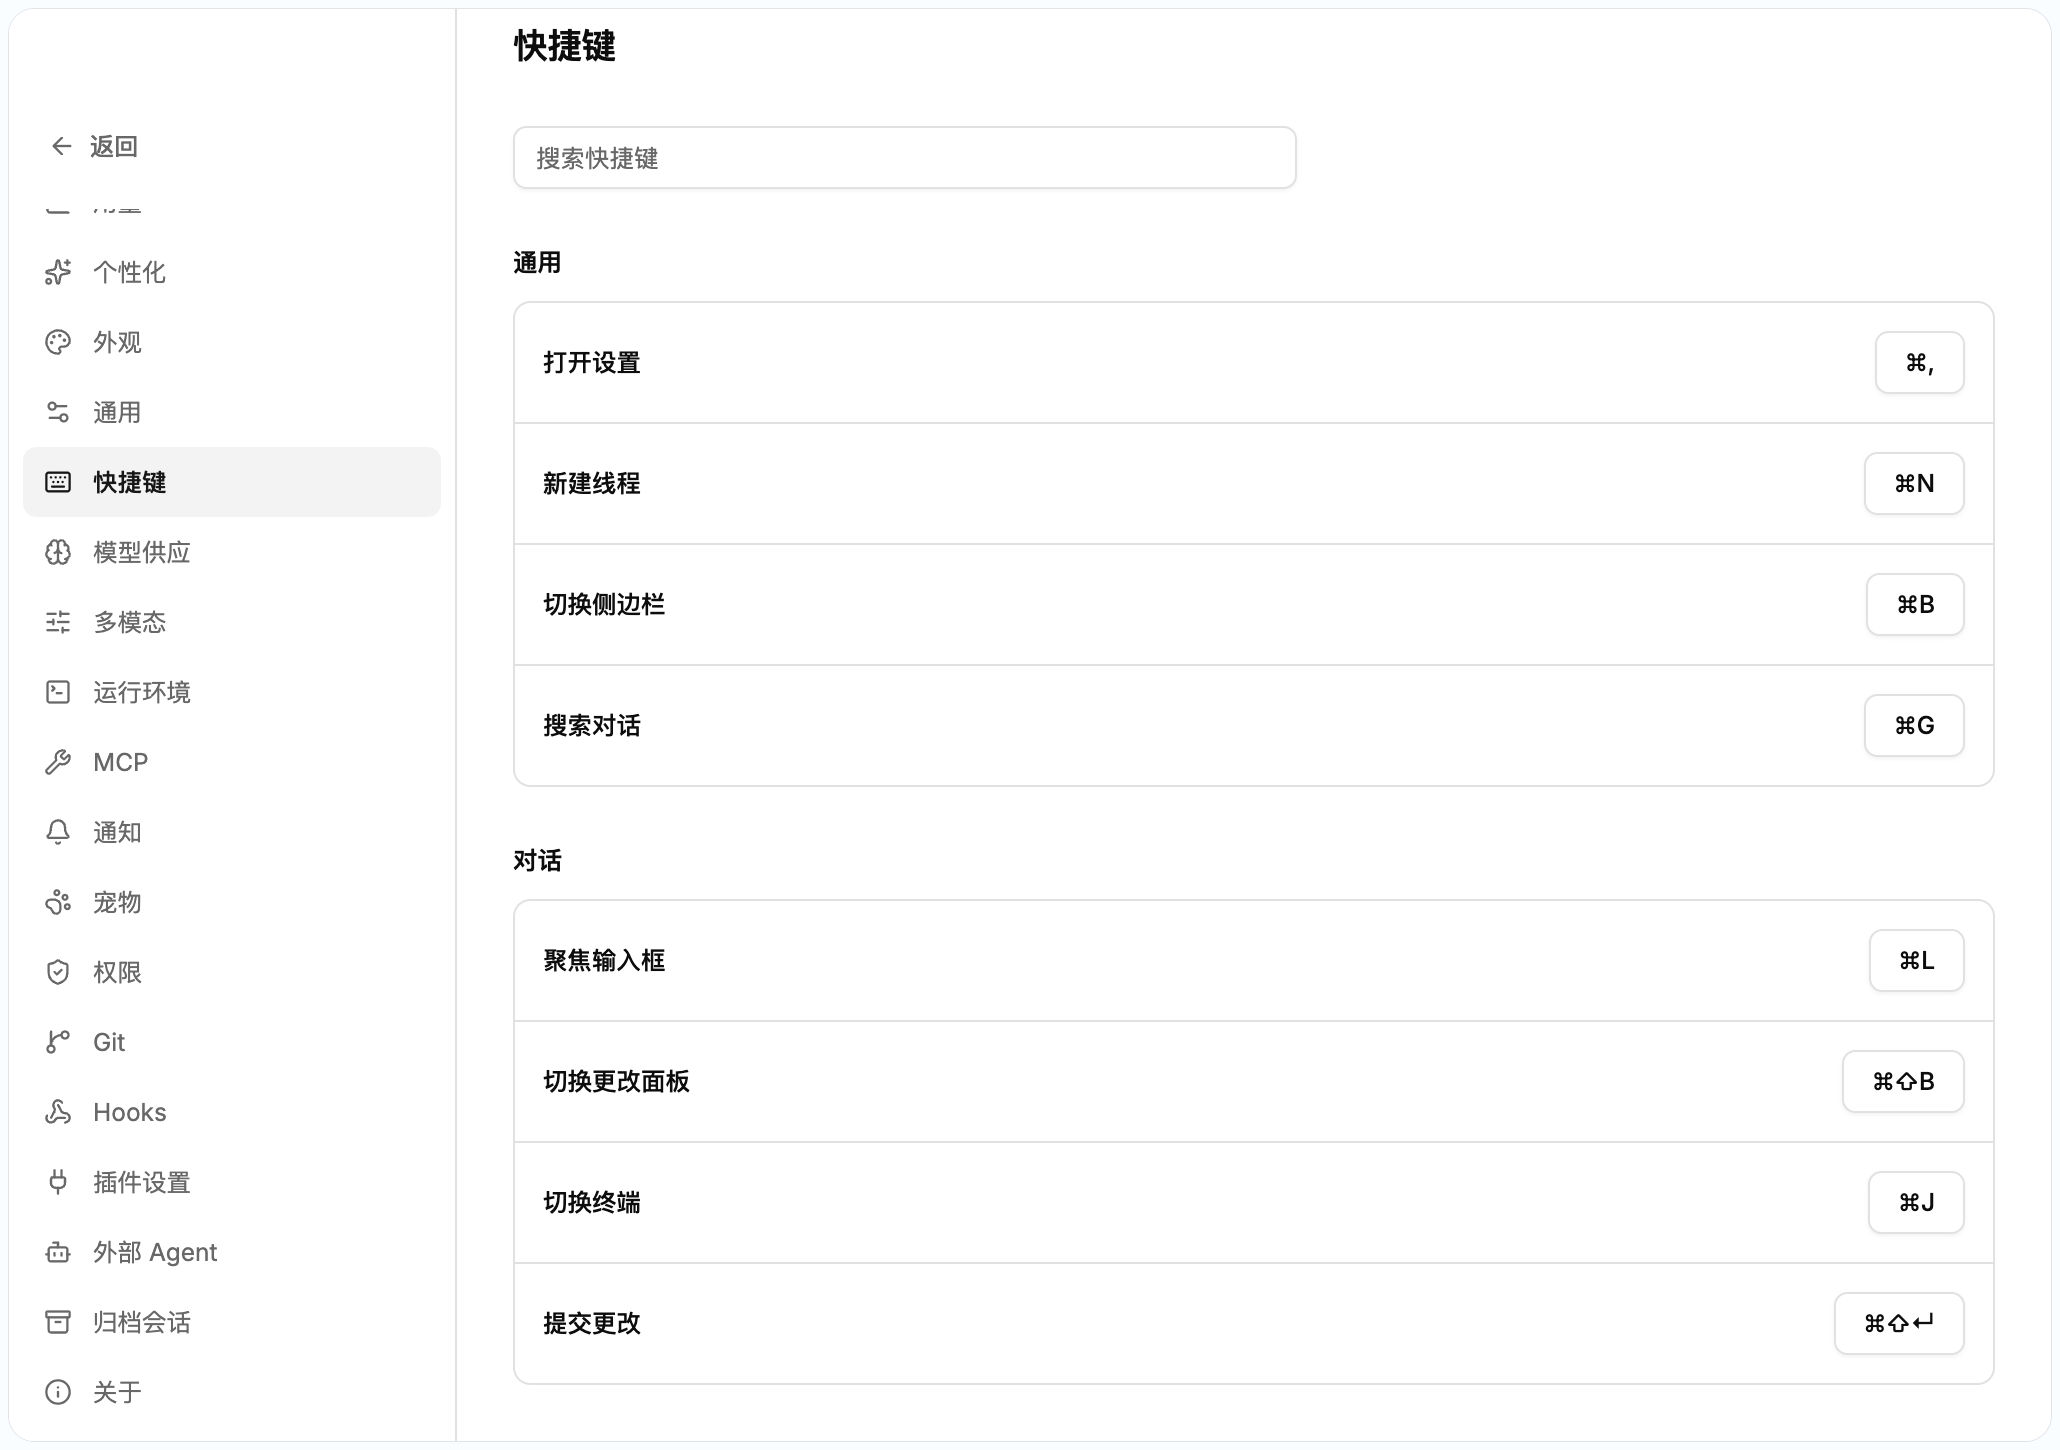 快捷键
返回
搜索快捷键
个性化
外观
通用
快捷键
模型供应
多模态
运行环境
MCP
通知
宠物
权限
Git
Hooks
插件设置
外部 Agent
归档会话
关于
通用
打开设置 ⌘,
新建线程 ⌘N
切换侧边栏 ⌘B
搜索对话 ⌘G
对话
聚焦输入框 ⌘L
切换更改面板 ⌘⇧B
切换终端 ⌘J
提交更改 ⌘⇧↵